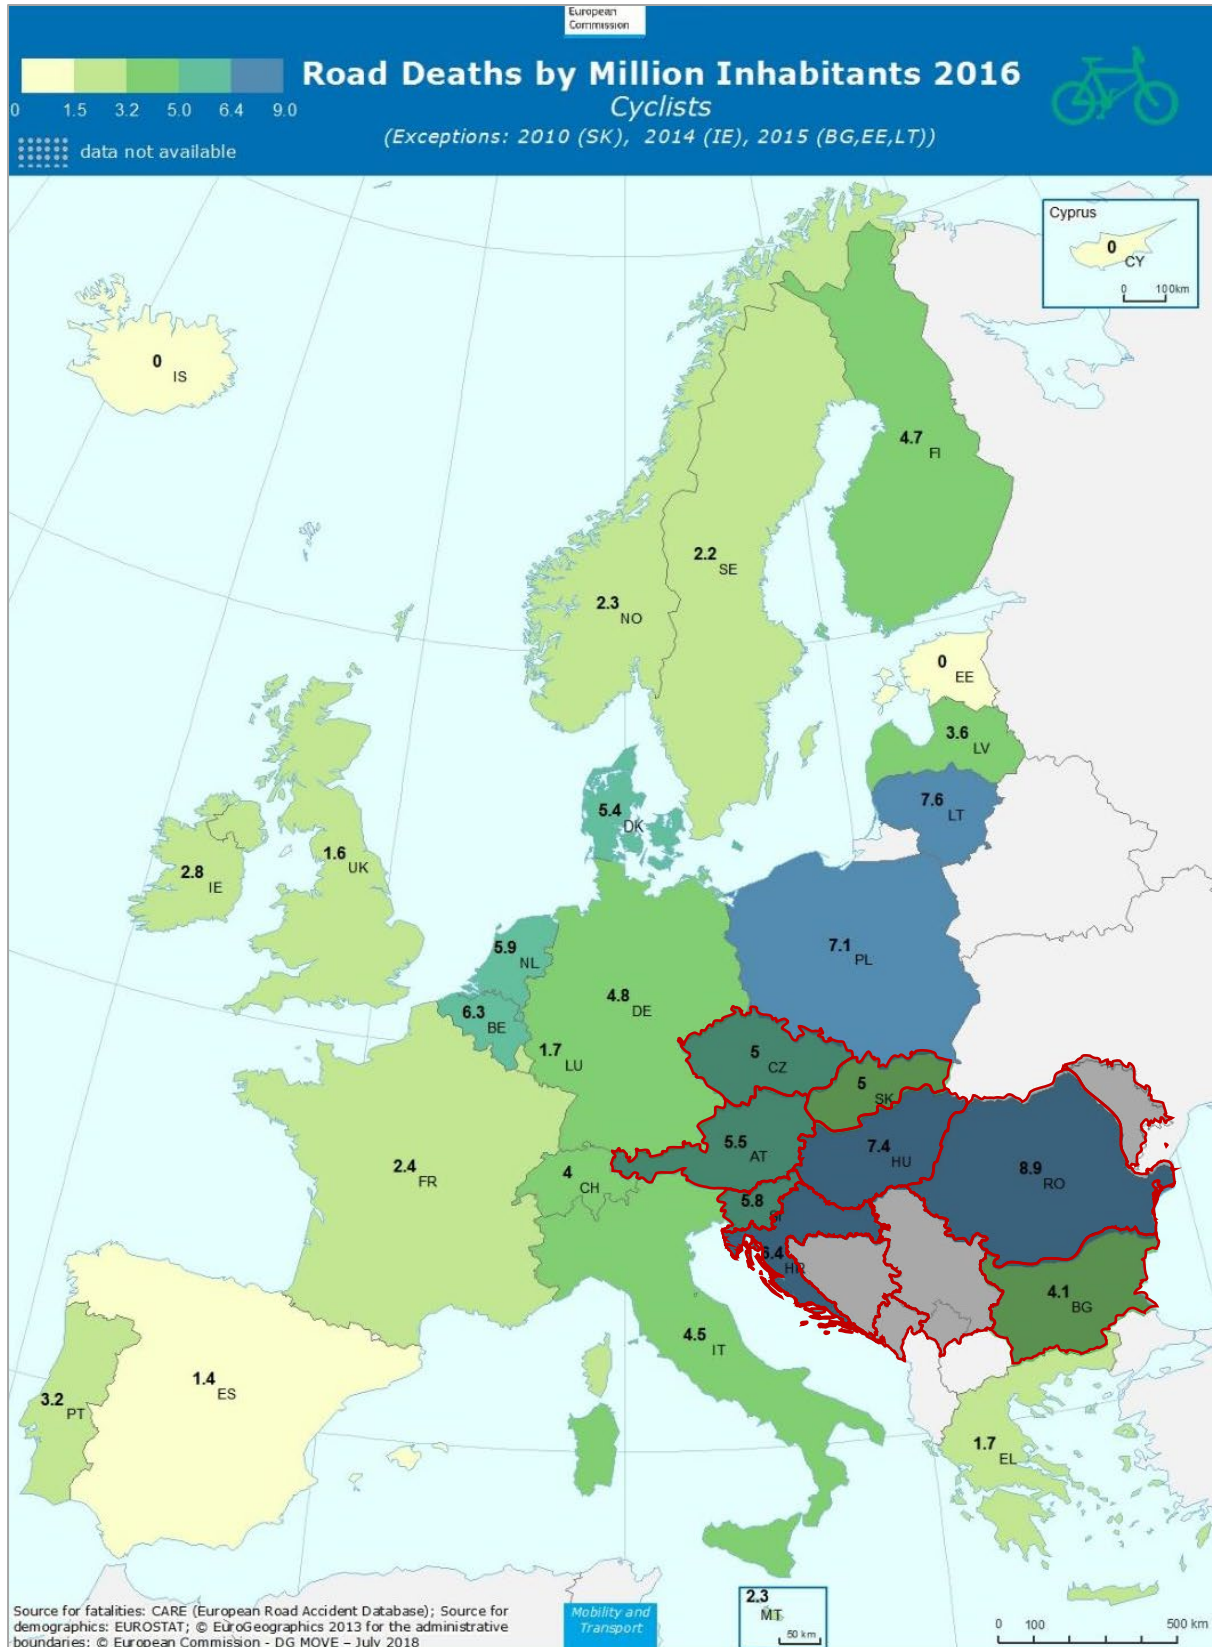 European
Commission
Road Deaths by Million Inhabitants 2016
Cyclists
(Exceptions: 2010 (SK), 2014 (IE), 2015 (BG,EE,LT))
0 1.5 3.2 5.0 6.4 9.0
data not available
Cyprus
0
CY
0 100km
0
IS
4.7
FI
2.2
SE
2.3
NO
0
EE
3.6
LV
7.6
LT
5.4
DK
1.6
UK
2.8
IE
5.9
NL
7.1
PL
4.8
DE
6.3
BE
1.7
LU
5
CZ
5
SK
5.5
AT
7.4
HU
8.9
RO
2.4
FR
4
CH
5.8
SI
6.4
HR
4.1
BG
4.5
IT
1.4
ES
3.2
PT
1.7
EL
2.3
MT
50 km
Source for fatalities: CARE (European Road Accident Database); Source for
demographics: EUROSTAT; © EuroGeographics 2013 for the administrative
boundaries; © European Commission - DG MOVE – July 2018
Mobility and
Transport
0 100 500 km